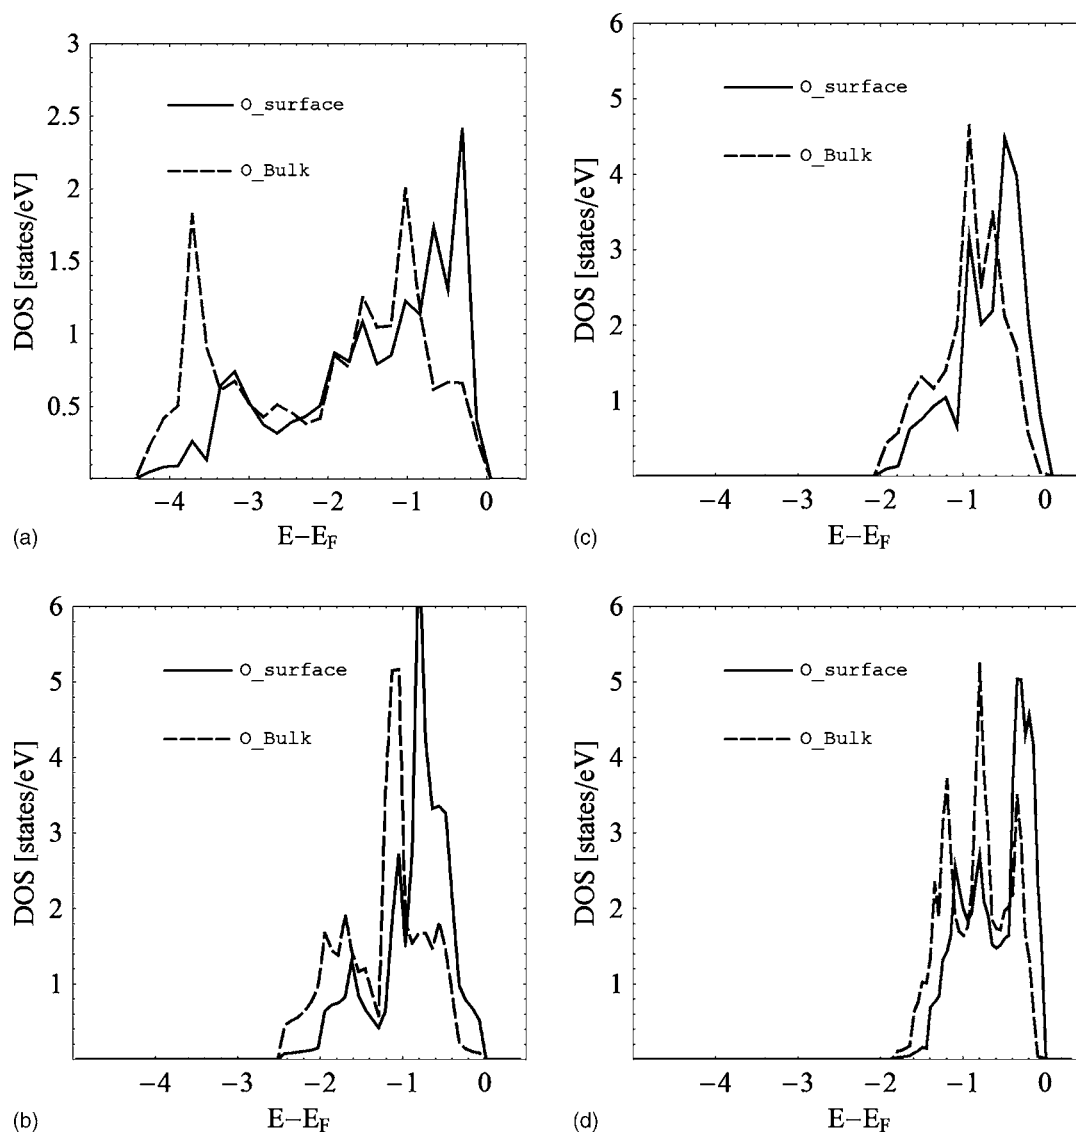 3
2.5
2
1.5
1
0.5
DOS [states/eV]
O_surface
O_Bulk
−4 −3 −2 −1 0
E−E_F
(a)
6
5
4
3
2
1
DOS [states/eV]
O_surface
O_Bulk
−4 −3 −2 −1 0
E−E_F
(c)
6
5
4
3
2
1
DOS [states/eV]
O_surface
O_Bulk
−4 −3 −2 −1 0
E−E_F
(b)
6
5
4
3
2
1
DOS [states/eV]
O_surface
O_Bulk
−4 −3 −2 −1 0
E−E_F
(d)